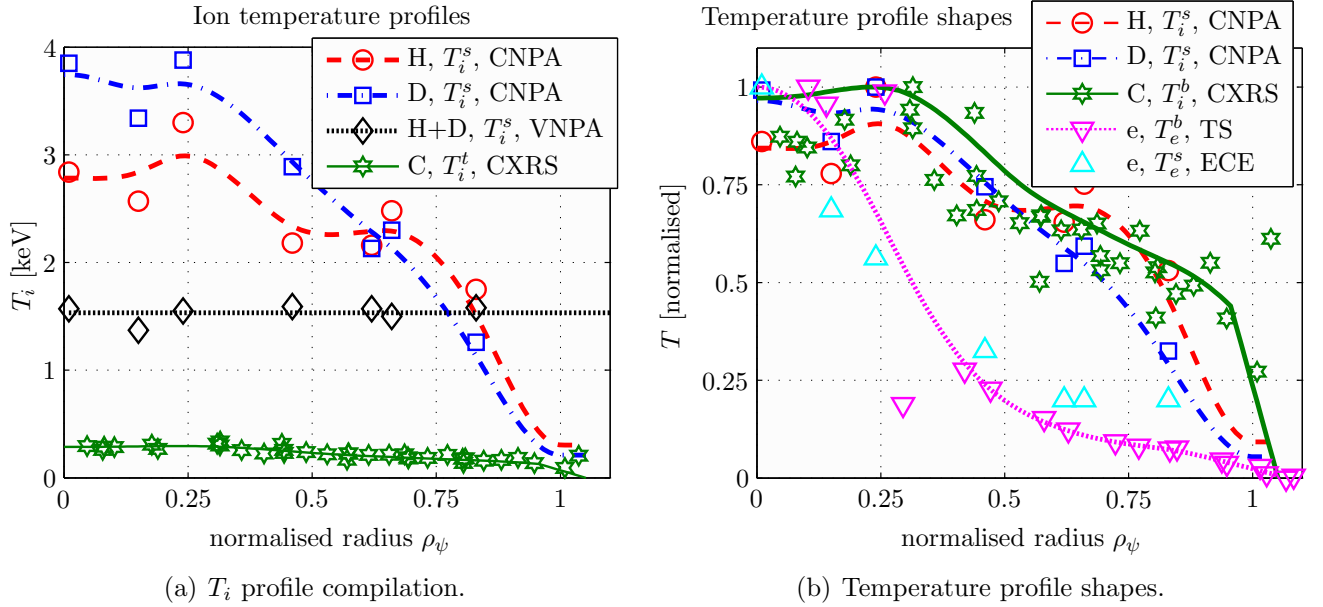 Ion temperature profiles
H, T_i^s, CNPA
D, T_i^s, CNPA
H+D, T_i^s, VNPA
C, T_i^t, CXRS
T_i [keV]
4
3
2
1
0
0 0.25 0.5 0.75 1
normalised radius ρ_ψ
(a) T_i profile compilation.
Temperature profile shapes
H, T_i^s, CNPA
D, T_i^s, CNPA
C, T_i^b, CXRS
e, T_e^b, TS
e, T_e^s, ECE
T [normalised]
1
0.75
0.5
0.25
0
0 0.25 0.5 0.75 1
normalised radius ρ_ψ
(b) Temperature profile shapes.